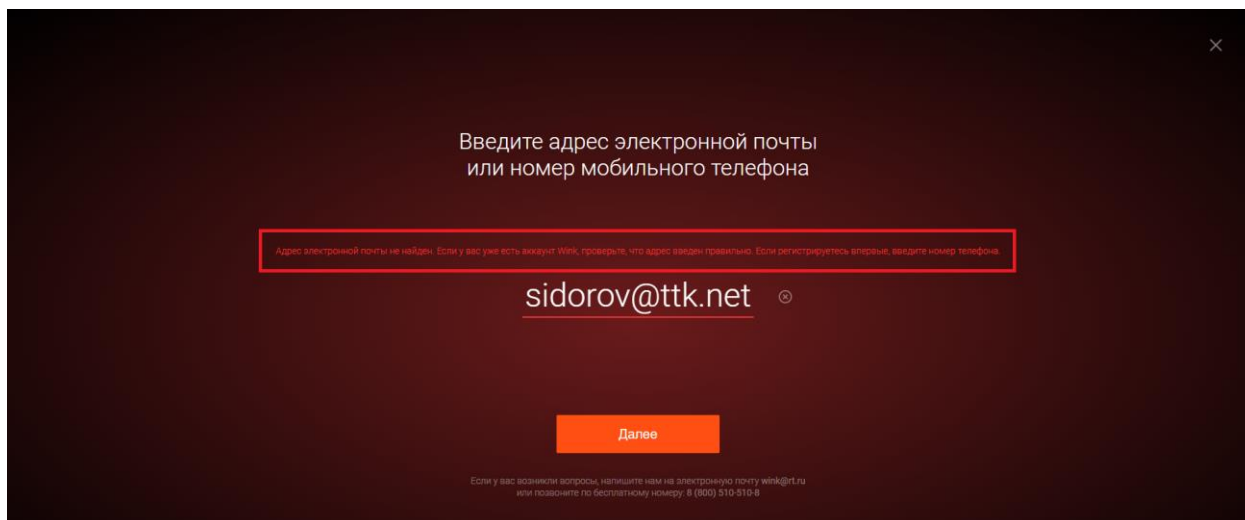 Введите адрес электронной почты
или номер мобильного телефона
Адрес электронной почты не найден. Если у вас уже есть аккаунт Wink, проверьте, что адрес введен правильно. Если регистрируетесь впервые, введите номер телефона.
sidorov@ttk.net
Далее
Если у вас возникли вопросы, напишите нам на электронную почту wink@rt.ru
или позвоните по бесплатному номеру: 8 (800) 510-510-8